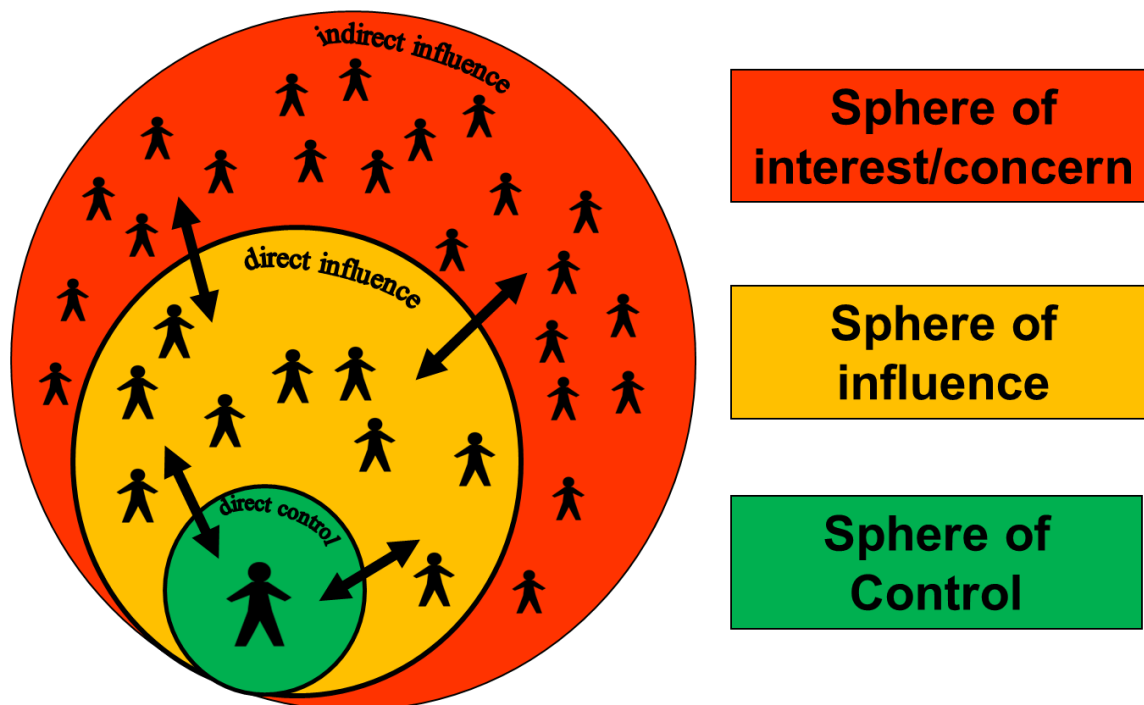 indirect influence
direct influence
direct control
Sphere of
interest/concern
Sphere of
influence
Sphere of
Control